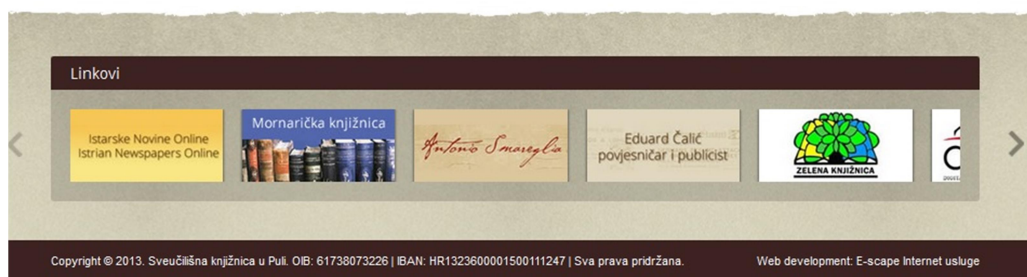 Linkovi
Istarske Novine Online
Istrian Newspapers Online
Mornarička knjižnica
Antonio Smareglia
Eduard Čalić
povjesničar i publicist
ZELENA KNJIŽNICA
Copyright © 2013. Sveučilišna knjižnica u Puli. OIB: 61738073226 | IBAN: HR1323600001500111247 | Sva prava pridržana.
Web development: E-scape Internet usluge